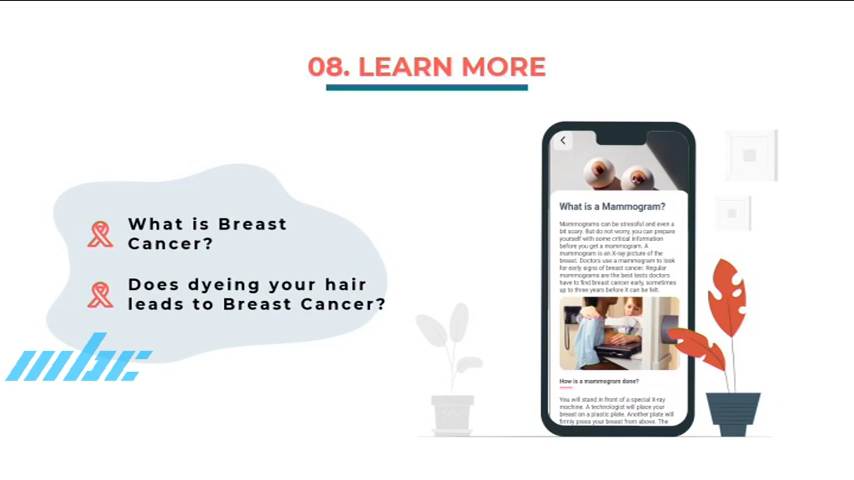 08. LEARN MORE
What is Breast
Cancer?
Does dyeing your hair
leads to Breast Cancer?
mbc
What is a Mammogram?
Mammograms can be stressful and even a
bit scary. But do not worry, you can prepare
yourself with some critical information
before you get a mammogram. A
mammogram is an X-ray picture of the
breast. Doctors use a mammogram to look
for early signs of breast cancer. Regular
mammograms are the best tests doctors
have to find breast cancer early, sometimes
up to three years before it can be felt.
How is a mammogram done?
You will stand in front of a special X-ray
machine. A technologist will place your
breast on a plastic plate. Another plate will
firmly press your breast from above. The